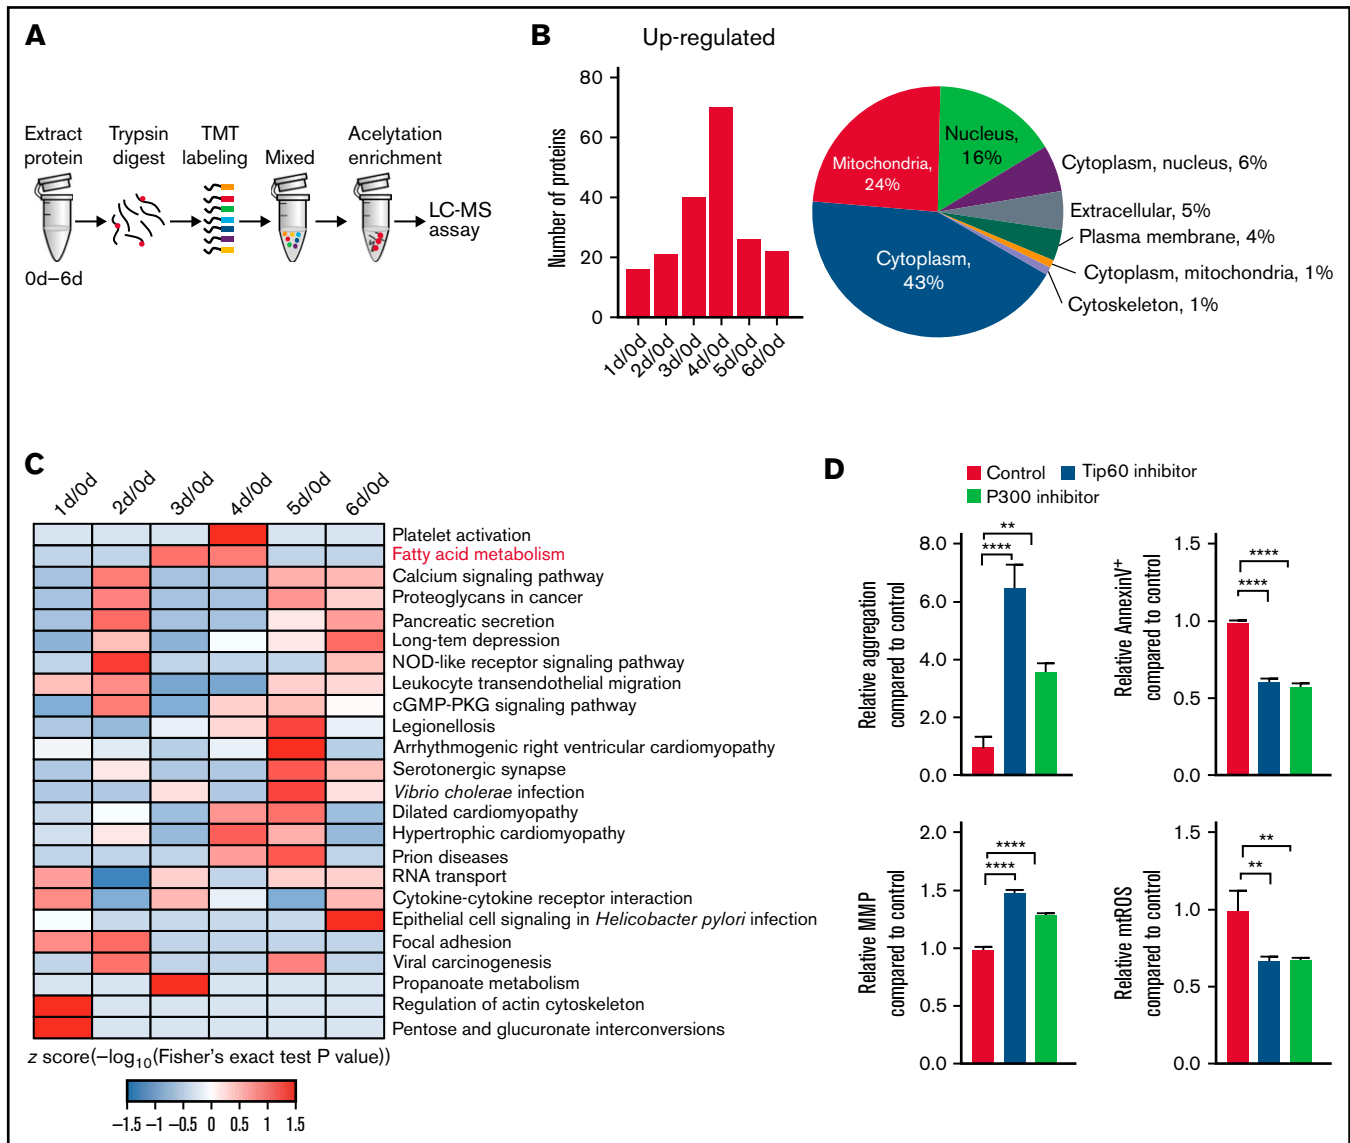 A
Extract protein
Trypsin digest
TMT labeling
Mixed
Acelytation enrichment
LC-MS assay
0d–6d
B
Up-regulated
Number of proteins
80
60
40
20
0
1d/0d
2d/0d
3d/0d
4d/0d
5d/0d
6d/0d
Nucleus, 16%
Mitochondria, 24%
Cytoplasm, 43%
Cytoplasm, nucleus, 6%
Extracellular, 5%
Plasma membrane, 4%
Cytoplasm, mitochondria, 1%
Cytoskeleton, 1%
C
1d/0d
2d/0d
3d/0d
4d/0d
5d/0d
6d/0d
Platelet activation
Fatty acid metabolism
Calcium signaling pathway
Proteoglycans in cancer
Pancreatic secretion
Long-tem depression
NOD-like receptor signaling pathway
Leukocyte transendothelial migration
cGMP-PKG signaling pathway
Legionellosis
Arrhythmogenic right ventricular cardiomyopathy
Serotonergic synapse
Vibrio cholerae infection
Dilated cardiomyopathy
Hypertrophic cardiomyopathy
Prion diseases
RNA transport
Cytokine-cytokine receptor interaction
Epithelial cell signaling in Helicobacter pylori infection
Focal adhesion
Viral carcinogenesis
Propanoate metabolism
Regulation of actin cytoskeleton
Pentose and glucuronate interconversions
z score(–log10(Fisher's exact test P value))
–1.5 –1 –0.5 0 0.5 1 1.5
D
Control
Tip60 inhibitor
P300 inhibitor
Relative aggregation
compared to control
8.0
6.0
4.0
2.0
0.0
**
****
Relative AnnexinV+
compared to control
1.5
1.0
0.5
0.0
****
****
Relative MMP
compared to control
2.0
1.5
1.0
0.5
0.0
****
****
Relative mtROS
compared to control
1.5
1.0
0.5
0.0
**
**